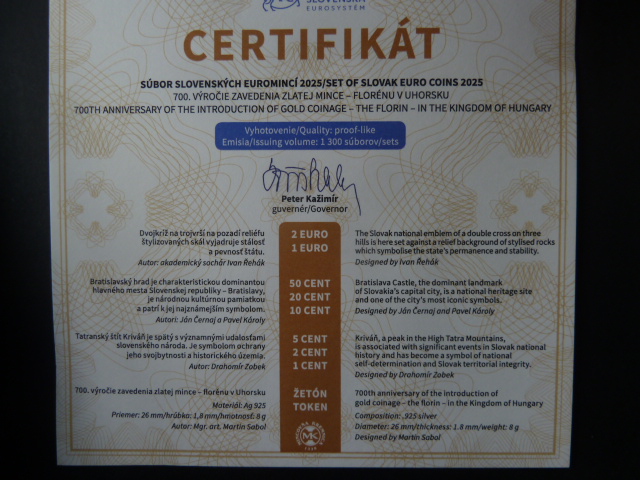 SLOVENSKA
EUROSYSTÉM
CERTIFIKÁT
SÚBOR SLOVENSKÝCH EUROMINCÍ 2025/SET OF SLOVAK EURO COINS 2025
700. VÝROČIE ZAVEDENIA ZLATEJ MINCE – FLORÉNU V UHORSKU
700TH ANNIVERSARY OF THE INTRODUCTION OF GOLD COINAGE – THE FLORIN – IN THE KINGDOM OF HUNGARY
Vyhotovenie/Quality: proof-like
Emisia/Issuing volume: 1 300 súborov/sets
Peter Kažimír
guvernér/Governor
Dvojkríž na trojvrší na pozadí reliéfu
štylizovaných skál vyjadruje stálosť
a pevnosť štátu.
Autor: akademický sochár Ivan Řehák
2 EURO
1 EURO
The Slovak national emblem of a double cross on three
hills is here set against a relief background of stylised rocks
which symbolise the state's permanence and stability.
Designed by Ivan Řehák
Bratislavský hrad je charakteristickou dominantou
hlavného mesta Slovenskej republiky – Bratislavy,
je národnou kultúrnou pamiatkou
a patrí k jej najznámejším symbolom.
Autori: Ján Černaj a Pavel Károly
50 CENT
20 CENT
10 CENT
Bratislava Castle, the dominant landmark
of Slovakia's capital city, is a national heritage site
and one of the city's most iconic symbols.
Designed by Ján Černaj and Pavel Károly
Tatranský štít Kriváň je spätý s významnými udalosťami
slovenského národa. Je symbolom ochrany
jeho svojbytnosti a historického územia.
Autor: Drahomír Zobek
5 CENT
2 CENT
1 CENT
Kriváň, a peak in the High Tatra Mountains,
is associated with significant events in Slovak national
history and has become a symbol of national
self-determination and Slovak territorial integrity.
Designed by Drahomír Zobek
700. výročie zavedenia zlatej mince – florénu v Uhorsku
Materiál: Ag 925
Priemer: 26 mm/hrúbka: 1,8 mm/hmotnosť: 8 g
Autor: Mgr. art. Martin Sabol
ŽETÓN
TOKEN
MK
700th anniversary of the introduction of
gold coinage – the florin – in the Kingdom of Hungary
Composition: .925 silver
Diameter: 26 mm/thickness: 1.8 mm/weight: 8 g
Designed by Martin Sabol